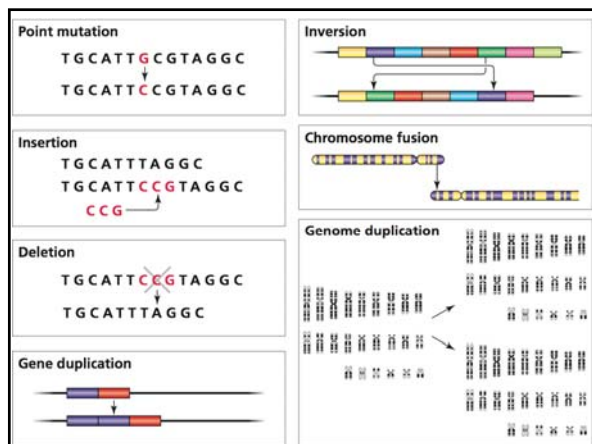 Point mutation
TGCATTGCGTAGGC
TGCATTCCGTAGGC
Insertion
TGCATTTAGGC
TGCATTCCGTAGGC
CCG
Deletion
TGCATTCCGTAGGC
TGCATTTAGGC
Gene duplication
Inversion
Chromosome fusion
Genome duplication